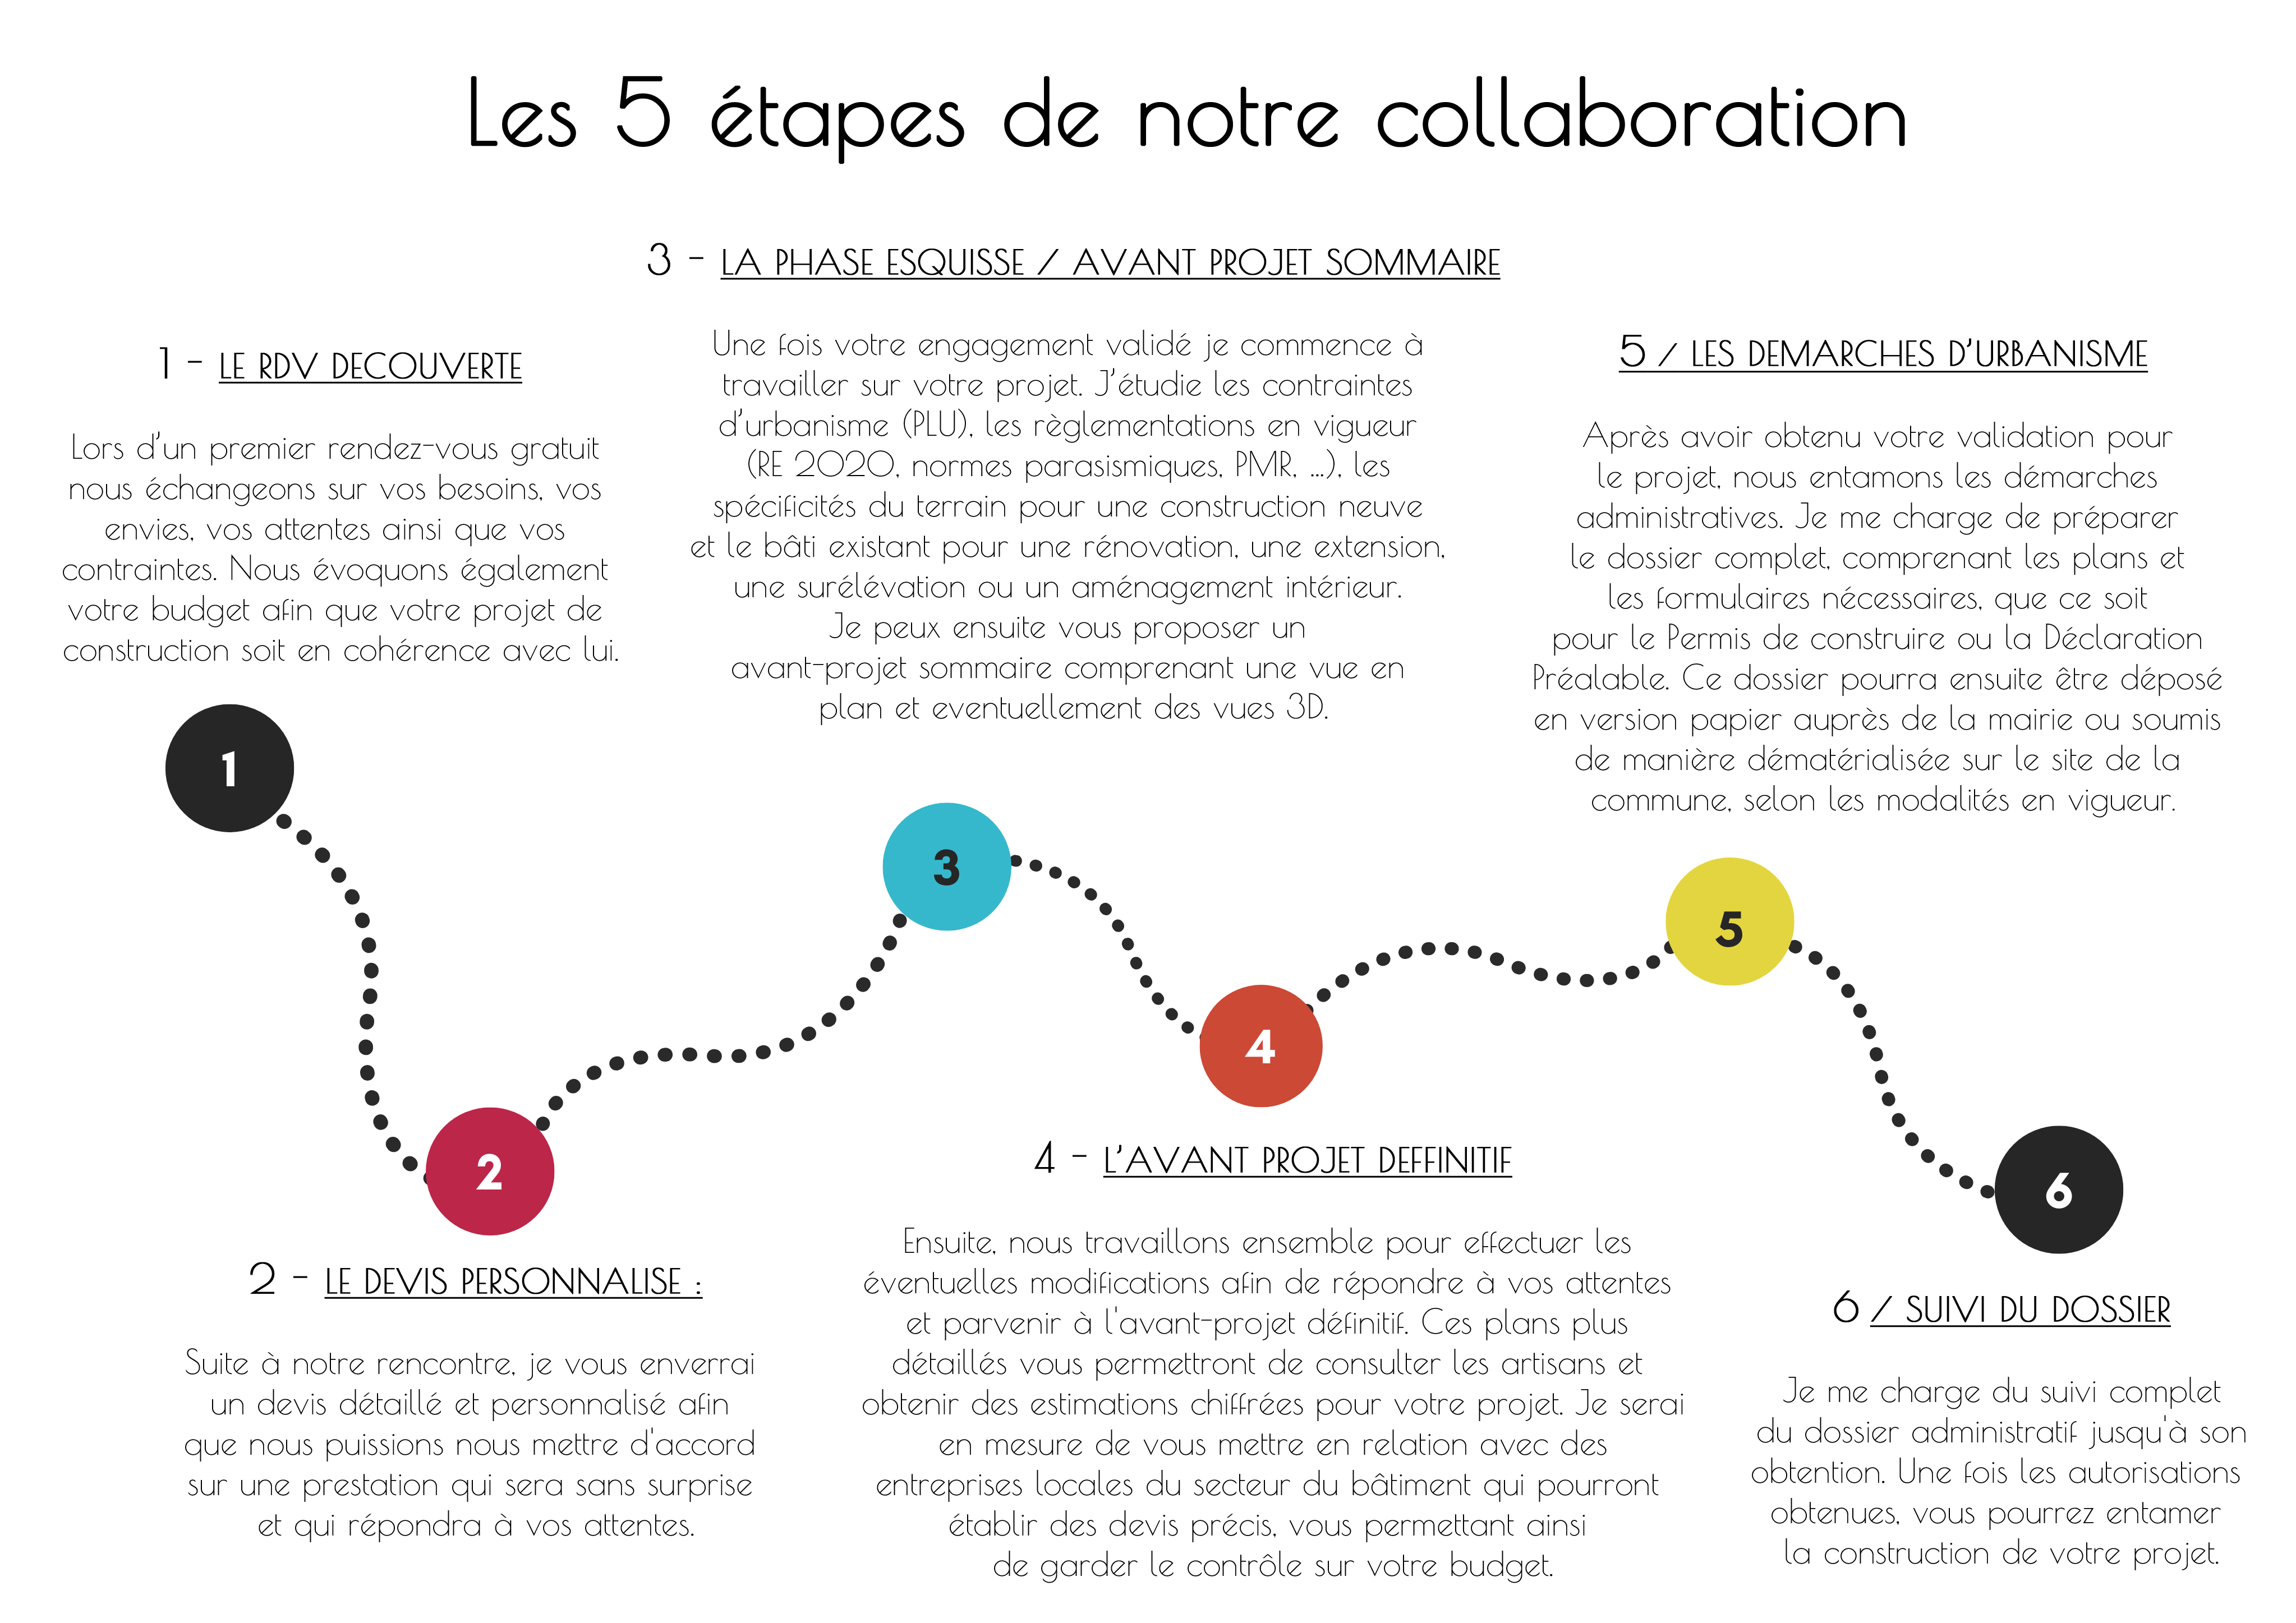 Les 5 étapes de notre collaboration
1 - LE RDV DECOUVERTE
Lors d’un premier rendez-vous gratuit
nous échangeons sur vos besoins, vos
envies, vos attentes ainsi que vos
contraintes. Nous évoquons également
votre budget afin que votre projet de
construction soit en cohérence avec lui.
1
2
2 - LE DEVIS PERSONNALISE :
Suite à notre rencontre, je vous enverrai
un devis détaillé et personnalisé afin
que nous puissions nous mettre d'accord
sur une prestation qui sera sans surprise
et qui répondra à vos attentes.
3 - LA PHASE ESQUISSE / AVANT PROJET SOMMAIRE
Une fois votre engagement validé je commence à
travailler sur votre projet. J’étudie les contraintes
d’urbanisme (PLU), les règlementations en vigueur
(RE 2020, normes parasismiques, PMR, ...), les
spécificités du terrain pour une construction neuve
et le bâti existant pour une rénovation, une extension,
une surélévation ou un aménagement intérieur.
Je peux ensuite vous proposer un
avant-projet sommaire comprenant une vue en
plan et eventuellement des vues 3D.
3
4
4 - L’AVANT PROJET DEFFINITIF
Ensuite, nous travaillons ensemble pour effectuer les
éventuelles modifications afin de répondre à vos attentes
et parvenir à l'avant-projet définitif. Ces plans plus
détaillés vous permettront de consulter les artisans et
obtenir des estimations chiffrées pour votre projet. Je serai
en mesure de vous mettre en relation avec des
entreprises locales du secteur du bâtiment qui pourront
établir des devis précis, vous permettant ainsi
de garder le contrôle sur votre budget.
5 / LES DEMARCHES D’URBANISME
Après avoir obtenu votre validation pour
le projet, nous entamons les démarches
administratives. Je me charge de préparer
le dossier complet, comprenant les plans et
les formulaires nécessaires, que ce soit
pour le Permis de construire ou la Déclaration
Préalable. Ce dossier pourra ensuite être déposé
en version papier auprès de la mairie ou soumis
de manière dématérialisée sur le site de la
commune, selon les modalités en vigueur.
5
6
6 / SUIVI DU DOSSIER
Je me charge du suivi complet
du dossier administratif jusqu'à son
obtention. Une fois les autorisations
obtenues, vous pourrez entamer
la construction de votre projet.